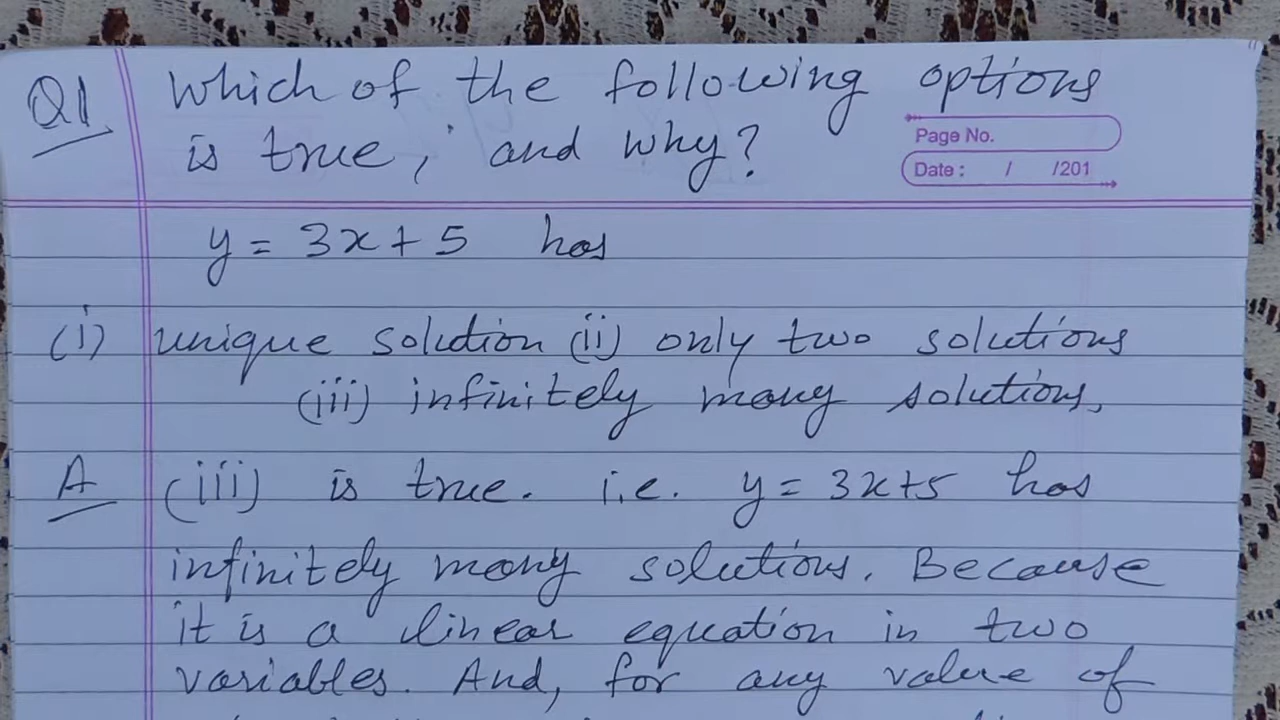 Q1 Which of the following options
is true, and why?
Page No.
Date : / /201
y = 3x + 5 has
(i) unique solution (ii) only two solutions
(iii) infinitely many solutions.
A (iii) is true. i.e. y = 3x+5 has
infinitely many solutions. Because
it is a linear equation in two
variables. And, for any value of